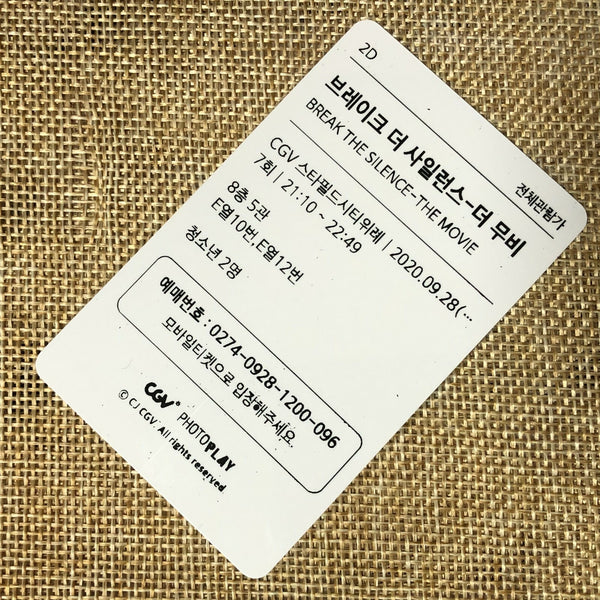 2D
전체관람가
브레이크 더 사일런스-더 무비
BREAK THE SILENCE-THE MOVIE
CGV 스타필드시티위례 | 2020.09.28(…
7회 | 21:10 ~ 22:49
8층 5관
E열10번,E열12번
청소년 2명
예매번호 : 0274-0928-1200-096
모바일티켓으로 입장해주세요.
CGV PHOTOPLAY
© CJ CGV. All rights reserved